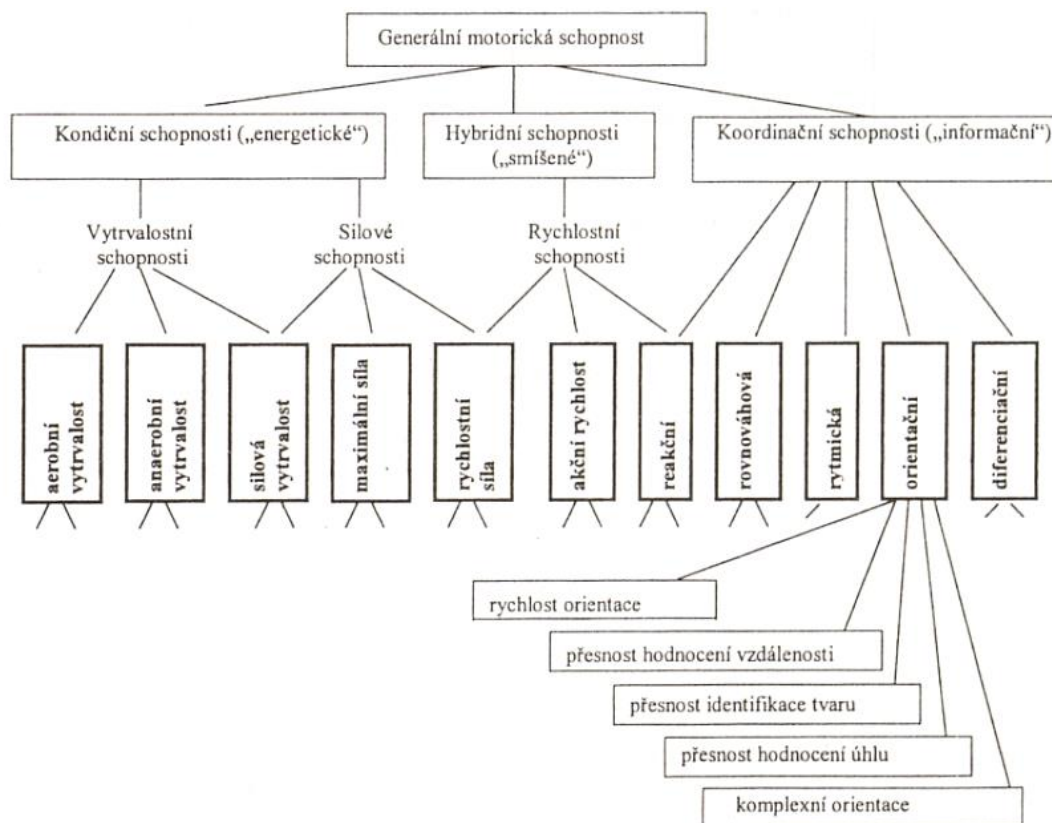 Generální motorická schopnost
Kondiční schopnosti („energetické“)
Hybridní schopnosti
(„smíšené“)
Koordinační schopnosti („informační“)
Vytrvalostní
schopnosti
Silové
schopnosti
Rychlostní
schopnosti
aerobní
vytrvalost
anaerobní
vytrvalost
silová
vytrvalost
maximální síla
rychlostní
síla
akční rychlost
reakční
rovnováhová
rytmická
orientační
diferenciační
rychlost orientace
přesnost hodnocení vzdálenosti
přesnost identifikace tvaru
přesnost hodnocení úhlu
komplexní orientace